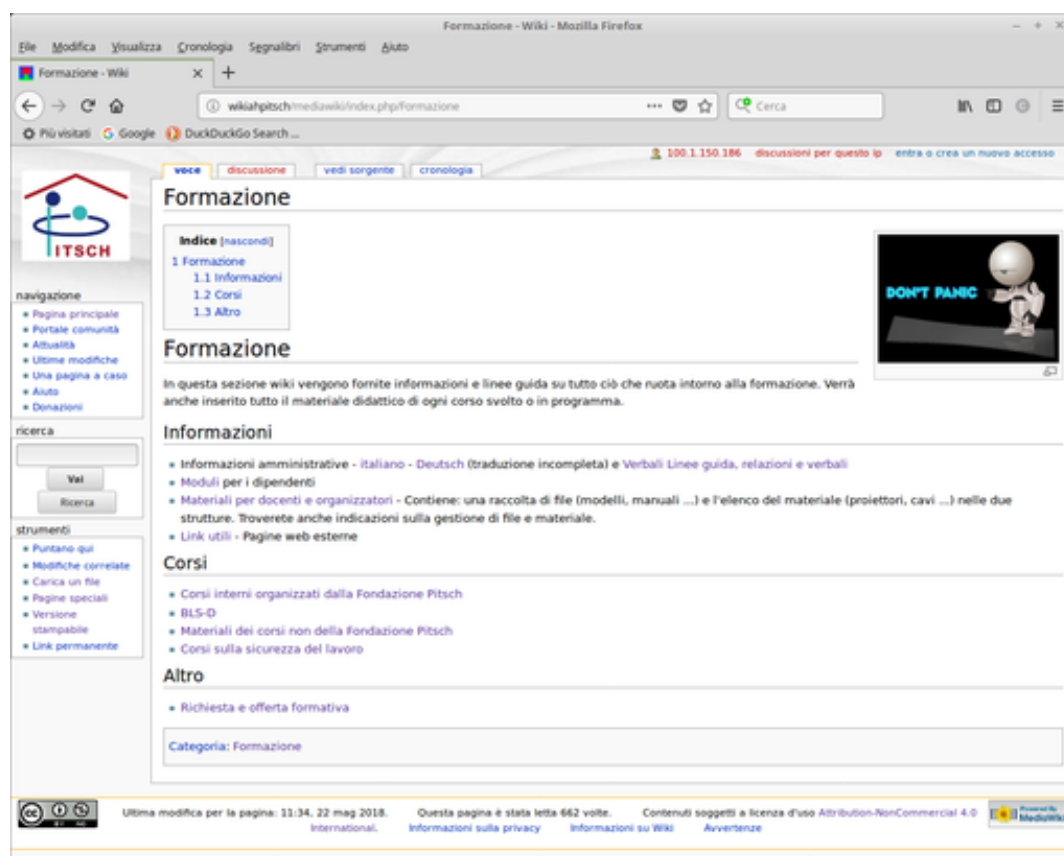 Formazione - Wiki - Mozilla Firefox
File Modifica Visualizza Cronologia Segnalibri Strumenti Aiuto
Formazione - Wiki
wikiahpitsch/mediawiki/index.php/Formazione
Cerca
Più visitati Google DuckDuckGo Search ...
100.1.150.186 discussioni per questo ip entra o crea un nuovo accesso
voce discussione vedi sorgente cronologia
ITSCH
Formazione
Indice [nascondi]
1 Formazione
1.1 Informazioni
1.2 Corsi
1.3 Altro
DON'T PANIC
navigazione
Pagina principale
Portale comunità
Attualità
Ultime modifiche
Una pagina a caso
Aiuto
Donazioni
ricerca
Vai
Ricerca
strumenti
Puntano qui
Modifiche correlate
Carica un file
Pagine speciali
Versione
stampabile
Link permanente
Formazione
In questa sezione wiki vengono fornite informazioni e linee guida su tutto ciò che ruota intorno alla formazione. Verrà
anche inserito tutto il materiale didattico di ogni corso svolto o in programma.
Informazioni
Informazioni amministrative - italiano - Deutsch (traduzione incompleta) e Verbali Linee guida, relazioni e verbali
Moduli per i dipendenti
Materiali per docenti e organizzatori - Contiene: una raccolta di file (modelli, manuali ...) e l'elenco del materiale (proiettori, cavi ...) nelle due
strutture. Troverete anche indicazioni sulla gestione di file e materiale.
Link utili - Pagine web esterne
Corsi
Corsi interni organizzati dalla Fondazione Pitsch
BLS-D
Materiali dei corsi non della Fondazione Pitsch
Corsi sulla sicurezza del lavoro
Altro
Richiesta e offerta formativa
Categoria: Formazione
cc BY NC
Ultima modifica per la pagina: 11:34, 22 mag 2018. Questa pagina è stata letta 662 volte. Contenuti soggetti a licenza d'uso Attribution-NonCommercial 4.0
International. Informazioni sulla privacy Informazioni su Wiki Avvertenze
Powered By
MediaWiki